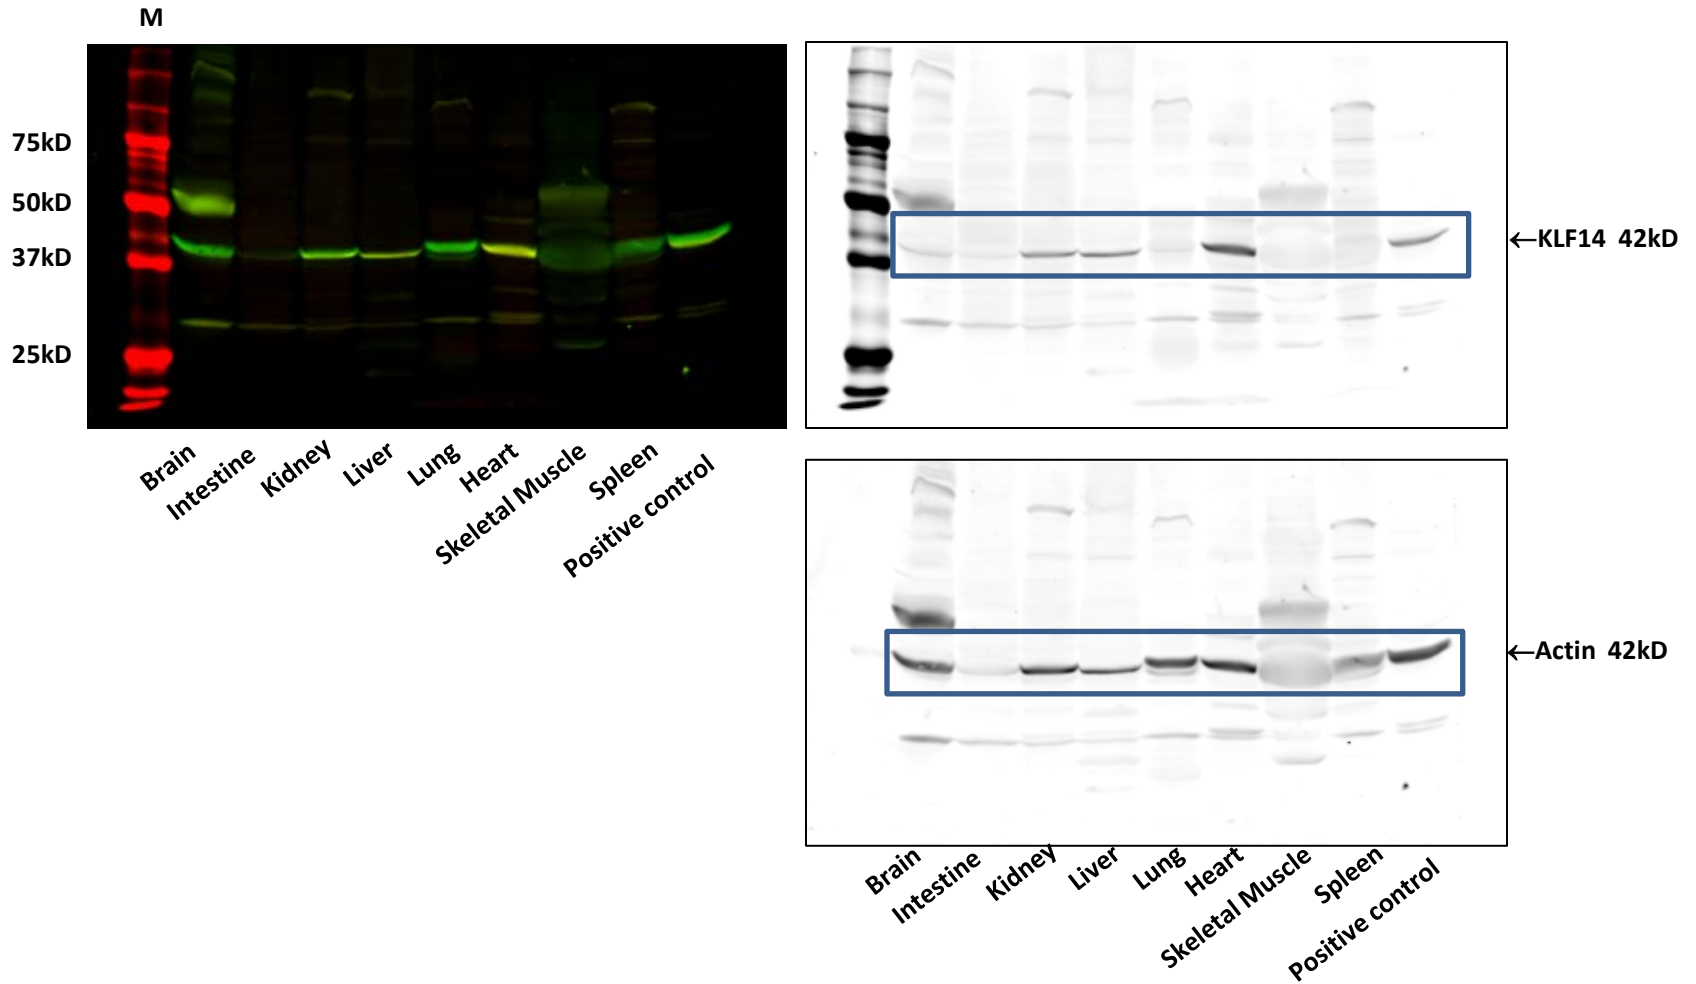 M
75kD
50kD
37kD
25kD
Brain
Intestine
Kidney
Liver
Lung
Heart
Skeletal Muscle
Spleen
Positive control
←KLF14 42kD
←Actin 42kD
Brain
Intestine
Kidney
Liver
Lung
Heart
Skeletal Muscle
Spleen
Positive control